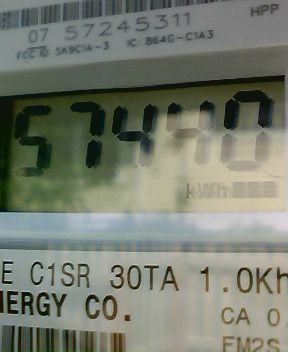 HPP
07 57245311
FCC ID: SK9C1A-3 IC: 864G-C1A3
57440
kWh
E C1SR 30TA 1.0Kh
NERGY CO.
CA 0.
FM2S